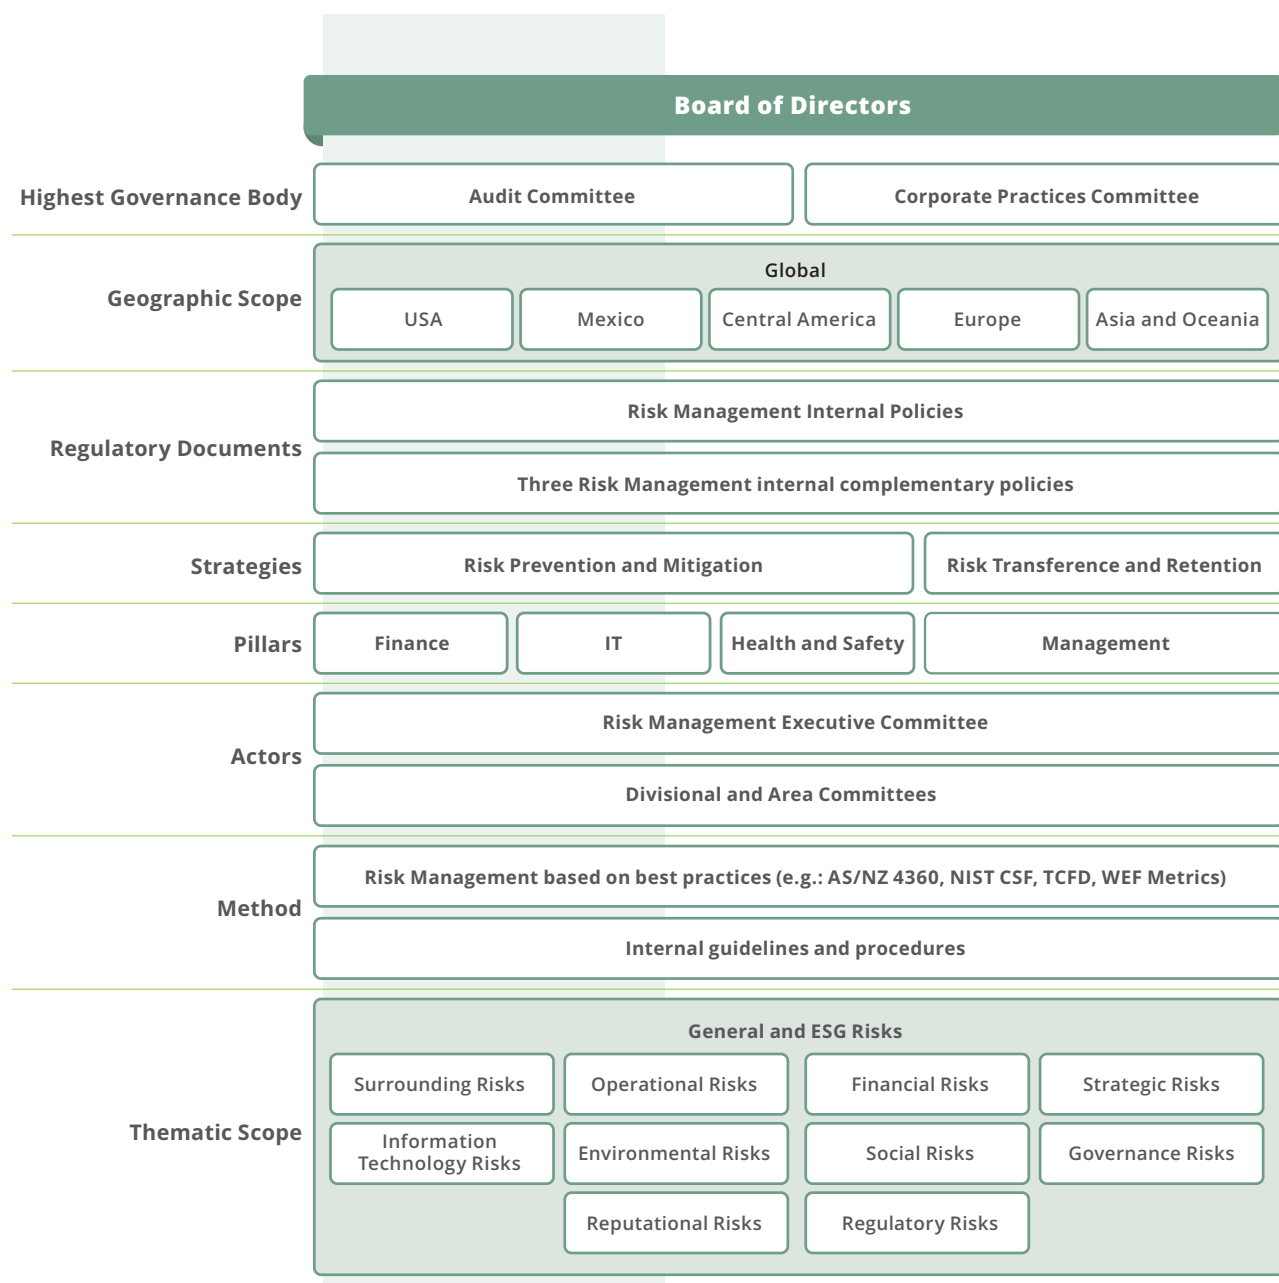 Board of Directors
Highest Governance Body
Audit Committee
Corporate Practices Committee
Geographic Scope
Global
USA
Mexico
Central America
Europe
Asia and Oceania
Regulatory Documents
Risk Management Internal Policies
Three Risk Management internal complementary policies
Strategies
Risk Prevention and Mitigation
Risk Transference and Retention
Pillars
Finance
IT
Health and Safety
Management
Actors
Risk Management Executive Committee
Divisional and Area Committees
Method
Risk Management based on best practices (e.g.: AS/NZ 4360, NIST CSF, TCFD, WEF Metrics)
Internal guidelines and procedures
Thematic Scope
General and ESG Risks
Surrounding Risks
Operational Risks
Financial Risks
Strategic Risks
Information
Technology Risks
Environmental Risks
Social Risks
Governance Risks
Reputational Risks
Regulatory Risks